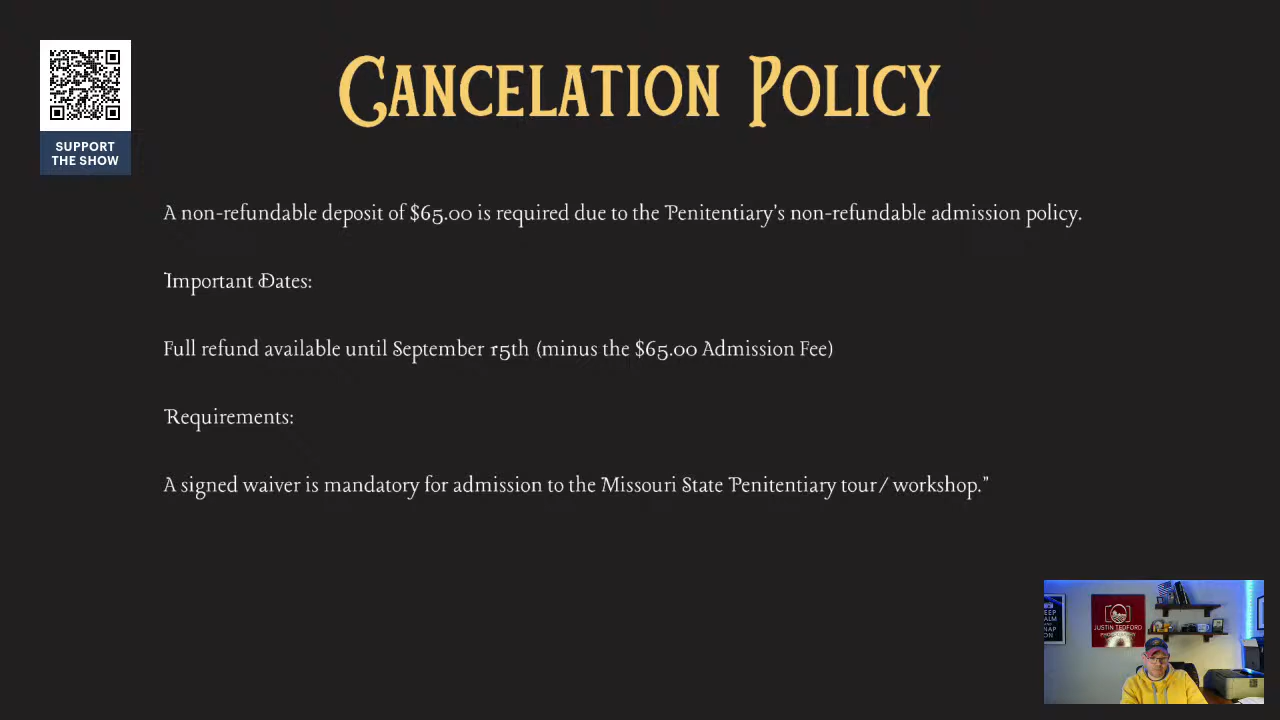 SUPPORT
THE SHOW
Cancelation Policy
A non-refundable deposit of $65.00 is required due to the Penitentiary's non-refundable admission policy.
Important Dates:
Full refund available until September 15th (minus the $65.00 Admission Fee)
Requirements:
A signed waiver is mandatory for admission to the Missouri State Penitentiary tour/ workshop."
JUSTIN TEDFORD